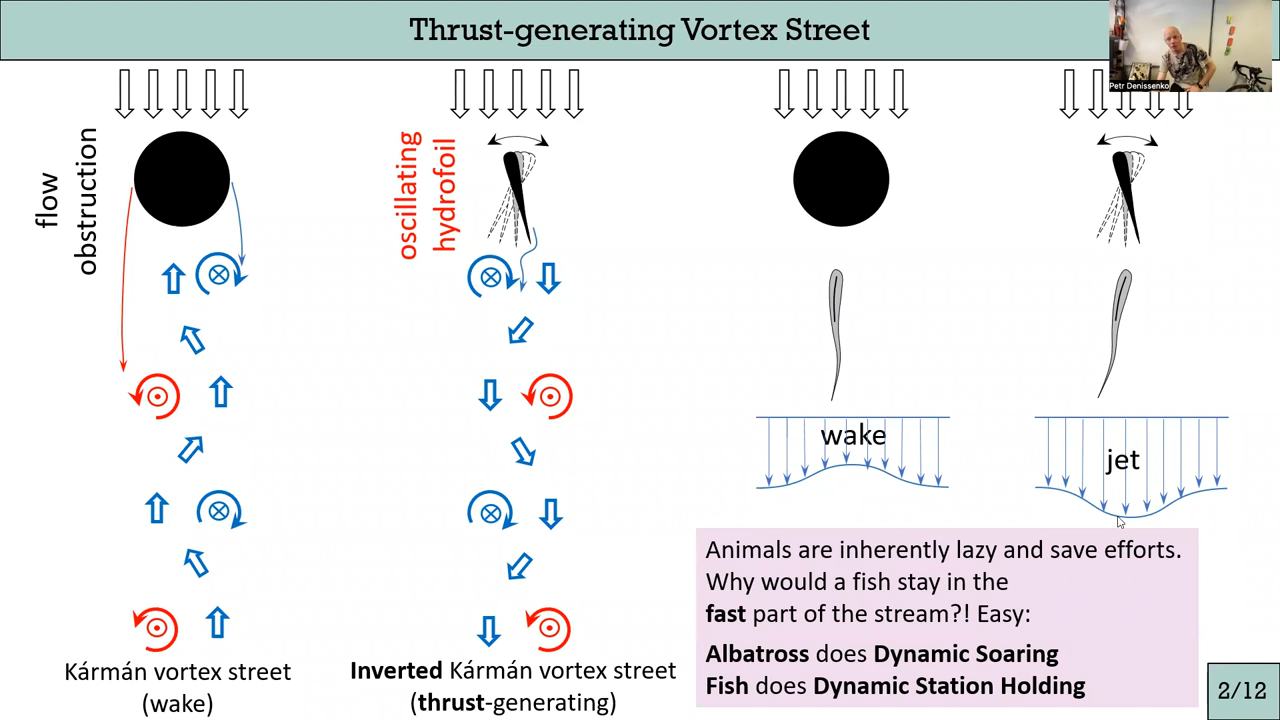 Thrust-generating Vortex Street
Petr Denissenko
flow
obstruction
oscillating
hydrofoil
wake
jet
Animals are inherently lazy and save efforts.
Why would a fish stay in the
fast part of the stream?! Easy:
Albatross does Dynamic Soaring
Fish does Dynamic Station Holding
Kármán vortex street
(wake)
Inverted Kármán vortex street
(thrust-generating)
2/12